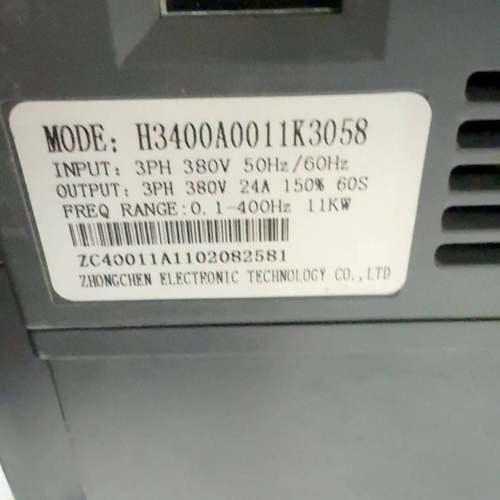 MODE: H3400A0011K3058
INPUT: 3PH 380V 50Hz/60Hz
OUTPUT: 3PH 380V 24A 150% 60S
FREQ RANGE:0.1-400Hz 11KW
ZC40011A1102082581
ZHONGCHEN ELECTRONIC TECHNOLOGY CO.,LTD